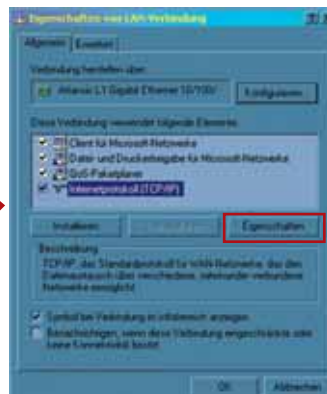 Eigenschaften von LAN-Verbindung
Allgemein Erweitert
Verbindung herstellen über:
Atheros L1 Gigabit Ethernet 10/100/
Konfigurieren...
Diese Verbindung verwendet folgende Elemente:
Client für Microsoft-Netzwerke
Datei- und Druckerfreigabe für Microsoft-Netzwerke
QoS-Paketplaner
Internetprotokoll (TCP/IP)
Installieren... Eigenschaften
Beschreibung
TCP/IP, das Standardprotokoll für WAN-Netzwerke, das den
Datenaustausch über verschiedene, miteinander verbundene
Netzwerke ermöglicht.
Symbol bei Verbindung im Infobereich anzeigen
Benachrichtigen, wenn diese Verbindung eingeschränkte oder
keine Konnektivität besitzt
OK Abbrechen